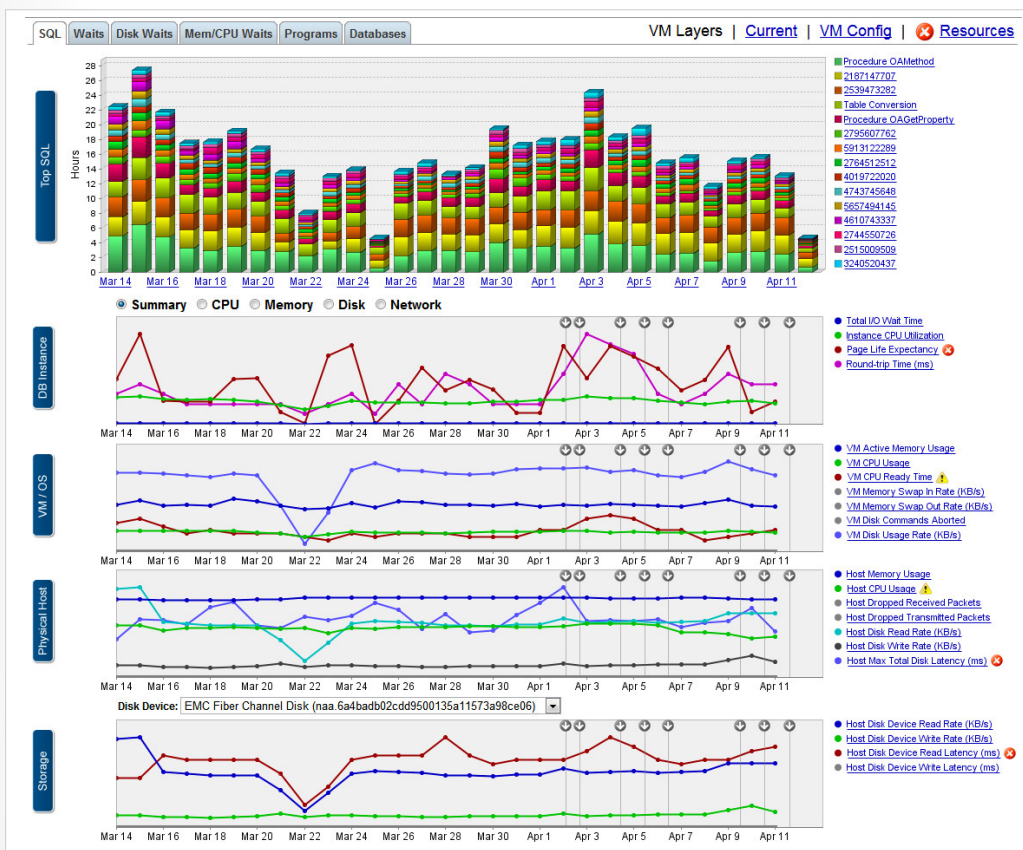 SQL Waits Disk Waits Mem/CPU Waits Programs Databases VM Layers | Current | VM Config | Resources
Top SQL
Hours
28
26
24
22
20
18
16
14
12
10
8
6
4
2
0
Mar 14 Mar 16 Mar 18 Mar 20 Mar 22 Mar 24 Mar 26 Mar 28 Mar 30 Apr 1 Apr 3 Apr 5 Apr 7 Apr 9 Apr 11
Procedure OAMethod
2187147707
2539473282
Table Conversion
Procedure OAGetProperty
2795607762
5913122289
2764512512
4019722020
4743745648
5657494145
4610743337
2744550726
2515009509
3240520437
Summary CPU Memory Disk Network
DB Instance
Mar 14 Mar 16 Mar 18 Mar 20 Mar 22 Mar 24 Mar 26 Mar 28 Mar 30 Apr 1 Apr 3 Apr 5 Apr 7 Apr 9 Apr 11
Total I/O Wait Time
Instance CPU Utilization
Page Life Expectancy
Round-trip Time (ms)
VM / OS
Mar 14 Mar 16 Mar 18 Mar 20 Mar 22 Mar 24 Mar 26 Mar 28 Mar 30 Apr 1 Apr 3 Apr 5 Apr 7 Apr 9 Apr 11
VM Active Memory Usage
VM CPU Usage
VM CPU Ready Time
VM Memory Swap In Rate (KB/s)
VM Memory Swap Out Rate (KB/s)
VM Disk Commands Aborted
VM Disk Usage Rate (KB/s)
Physical Host
Mar 14 Mar 16 Mar 18 Mar 20 Mar 22 Mar 24 Mar 26 Mar 28 Mar 30 Apr 1 Apr 3 Apr 5 Apr 7 Apr 9 Apr 11
Host Memory Usage
Host CPU Usage
Host Dropped Received Packets
Host Dropped Transmitted Packets
Host Disk Read Rate (KB/s)
Host Disk Write Rate (KB/s)
Host Max Total Disk Latency (ms)
Disk Device: EMC Fiber Channel Disk (naa.6a4badb02cdd9500135a11573a98ce06)
Storage
Mar 14 Mar 16 Mar 18 Mar 20 Mar 22 Mar 24 Mar 26 Mar 28 Mar 30 Apr 1 Apr 3 Apr 5 Apr 7 Apr 9 Apr 11
Host Disk Device Read Rate (KB/s)
Host Disk Device Write Rate (KB/s)
Host Disk Device Read Latency (ms)
Host Disk Device Write Latency (ms)